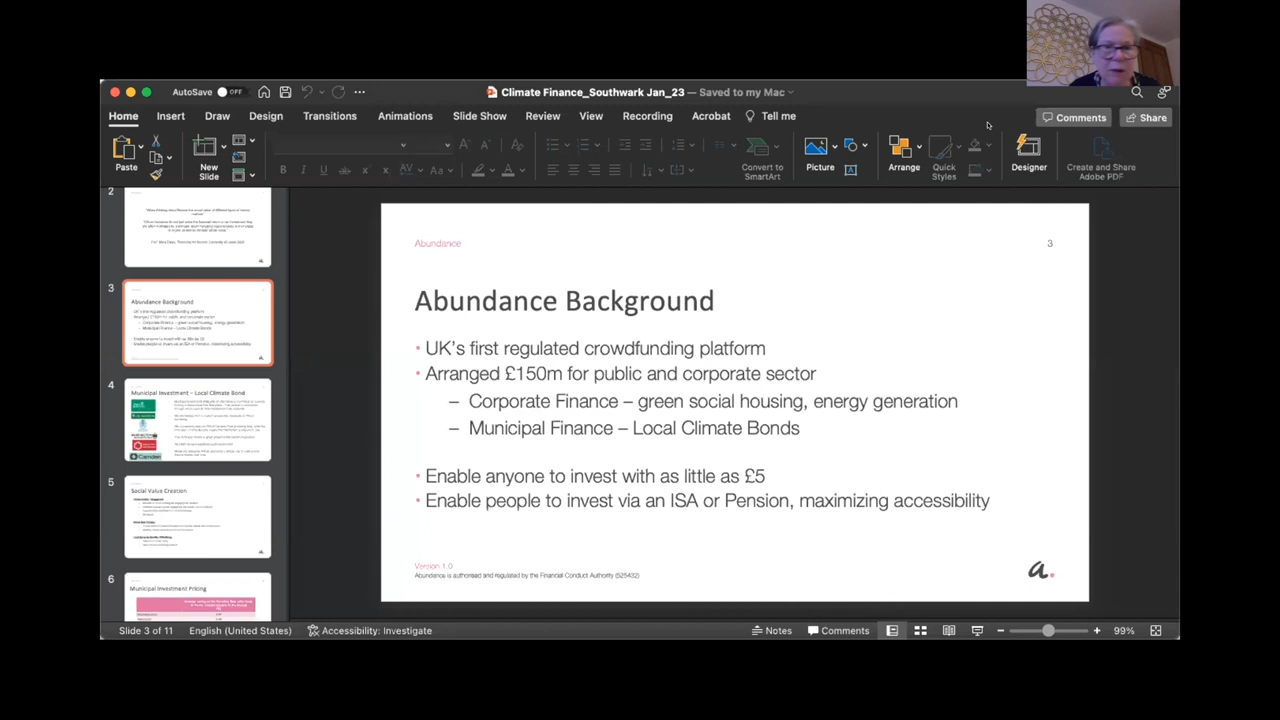 AutoSave OFF
Climate Finance_Southwark Jan_23 — Saved to my Mac
Home Insert Draw Design Transitions Animations Slide Show Review View Recording Acrobat Tell me
Comments Share
Paste
New Slide
Convert to SmartArt
Picture
Arrange
Quick Styles
Designer
Create and Share Adobe PDF
2
3
Abundance Background
4
Municipal Investment – Local Climate Bond
Camden
5
Social Value Creation
6
Municipal Investment Pricing
Abundance
3
Abundance Background
• UK's first regulated crowdfunding platform
• Arranged £150m for public and corporate sector
– Corporate Finance – green social housing, energy generation
– Municipal Finance – Local Climate Bonds
• Enable anyone to invest with as little as £5
• Enable people to invest via an ISA or Pension, maximizing accessibility
Version 1.0
Abundance is authorised and regulated by the Financial Conduct Authority (525432)
a.
Slide 3 of 11 English (United States) Accessibility: Investigate Notes Comments 99%